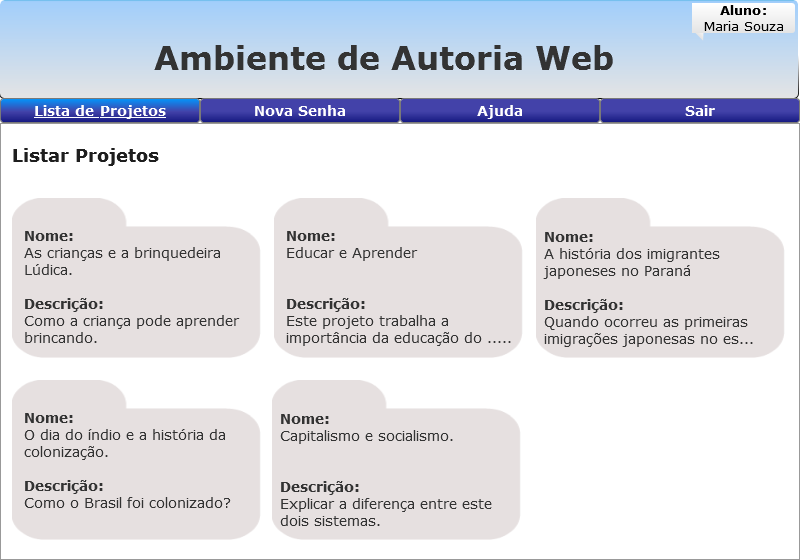 Aluno:
Maria Souza
Ambiente de Autoria Web
Lista de Projetos
Nova Senha
Ajuda
Sair
Listar Projetos
Nome:
As crianças e a brinquedeira
Lúdica.
Descrição:
Como a criança pode aprender
brincando.
Nome:
Educar e Aprender
Descrição:
Este projeto trabalha a
importância da educação do .....
Nome:
A história dos imigrantes
japoneses no Paraná
Descrição:
Quando ocorreu as primeiras
imigrações japonesas no es...
Nome:
O dia do índio e a história da
colonização.
Descrição:
Como o Brasil foi colonizado?
Nome:
Capitalismo e socialismo.
Descrição:
Explicar a diferença entre este
dois sistemas.